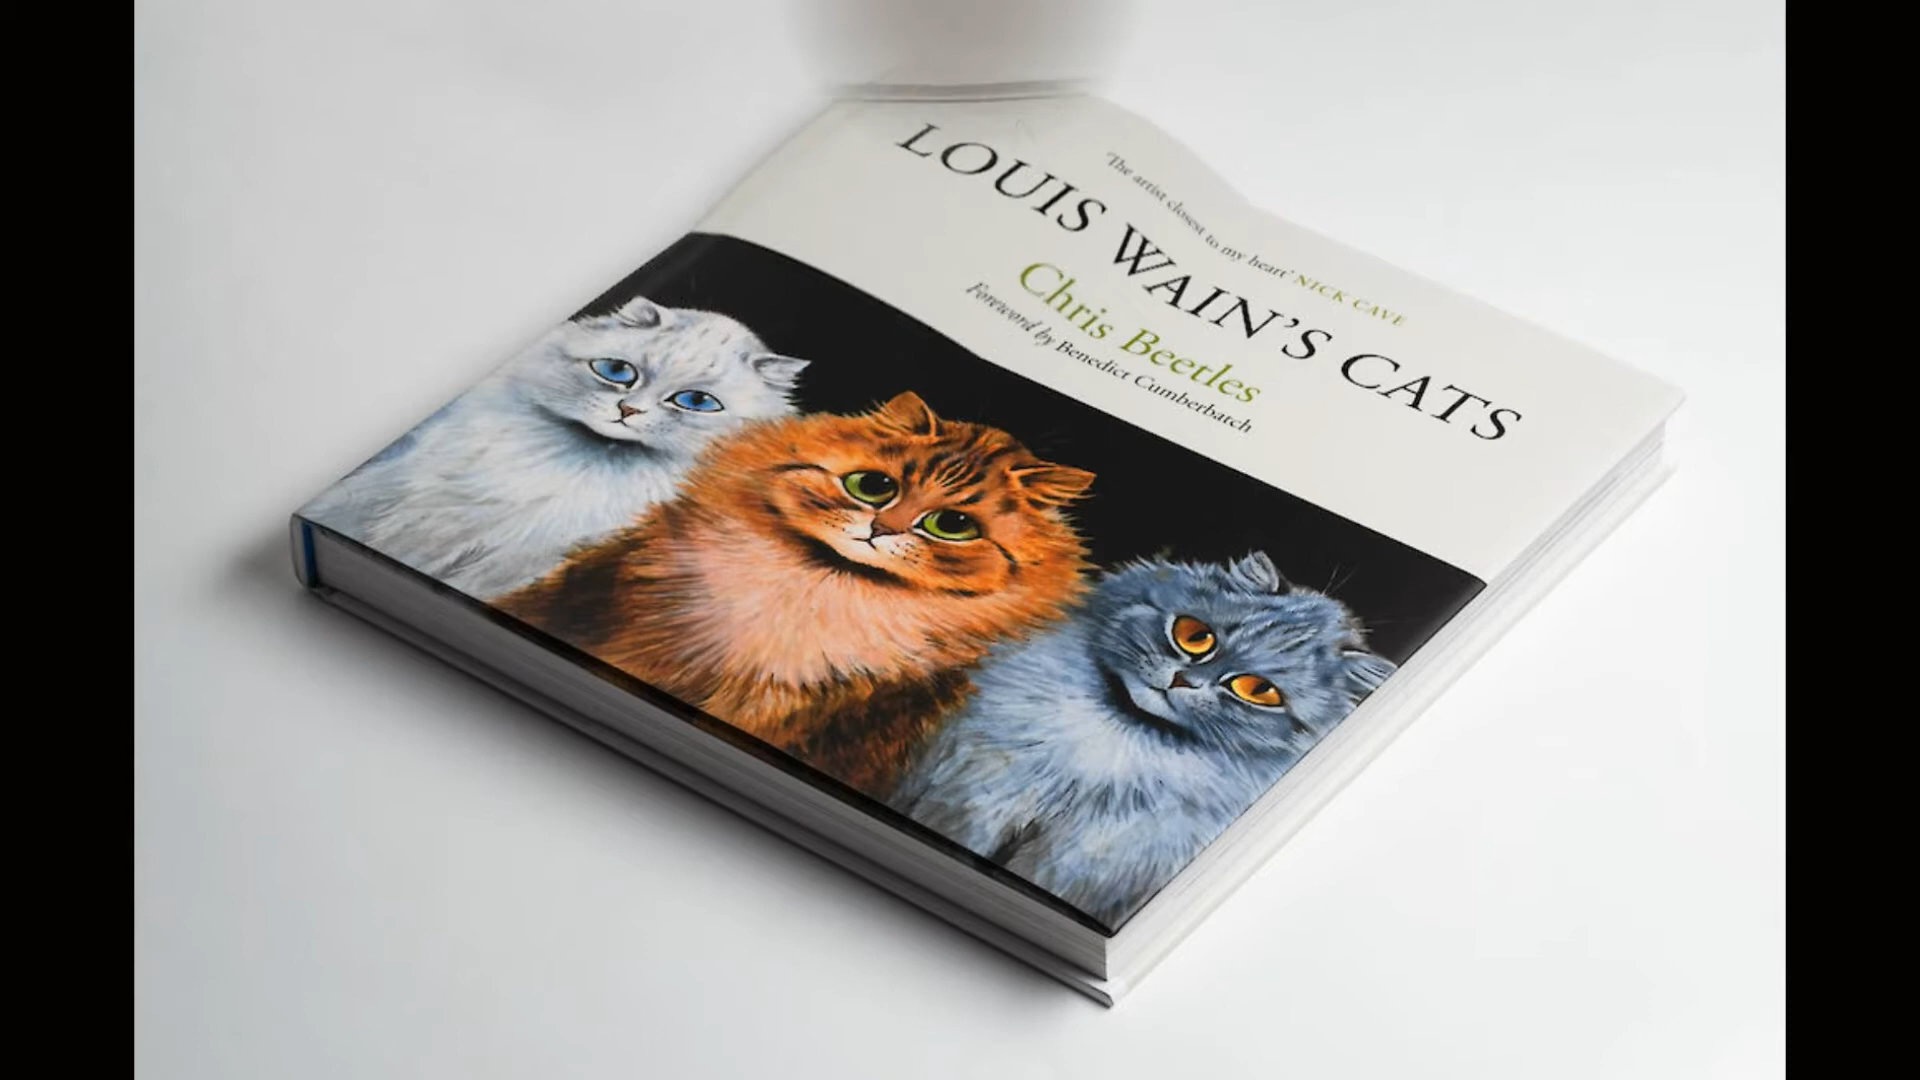 'The artist closest to my heart' NICK CAVE
LOUIS WAIN'S CATS
Chris Beetles
Foreword by Benedict Cumberbatch